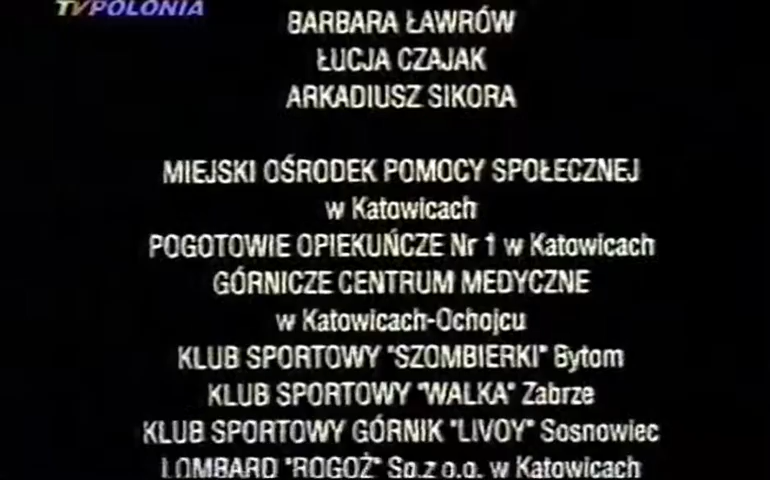 TVPOLONIA
BARBARA ŁAWRÓW
ŁUCJA CZAJAK
ARKADIUSZ SIKORA
MIEJSKI OŚRODEK POMOCY SPOŁECZNEJ
w Katowicach
POGOTOWIE OPIEKUŃCZE Nr 1 w Katowicach
GÓRNICZE CENTRUM MEDYCZNE
w Katowicach-Ochojcu
KLUB SPORTOWY "SZOMBIERKI" Bytom
KLUB SPORTOWY "WALKA" Zabrze
KLUB SPORTOWY GÓRNIK "LIVOY" Sosnowiec
LOMBARD "ROGOŻ" Sp.z o.o. w Katowicach